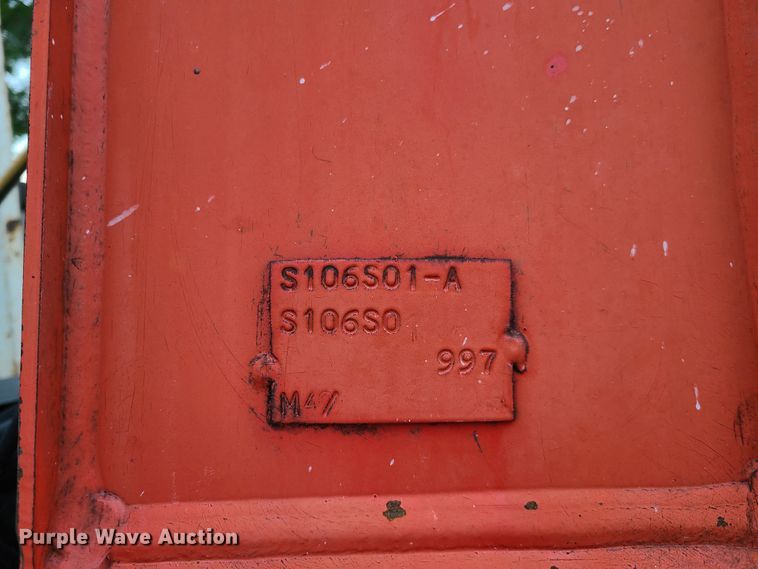 S106S01-A
S106S0
997
M47
Purple Wave Auction